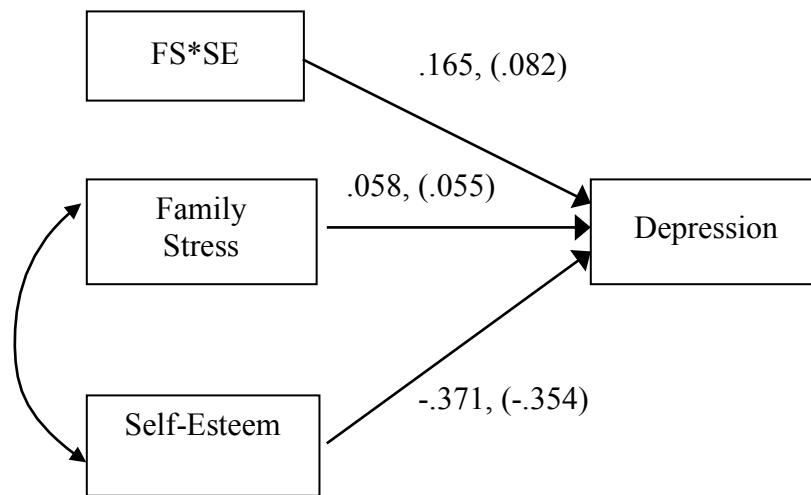 FS*SE
.165, (.082)
Family
Stress
.058, (.055)
Depression
Self-Esteem
-.371, (-.354)